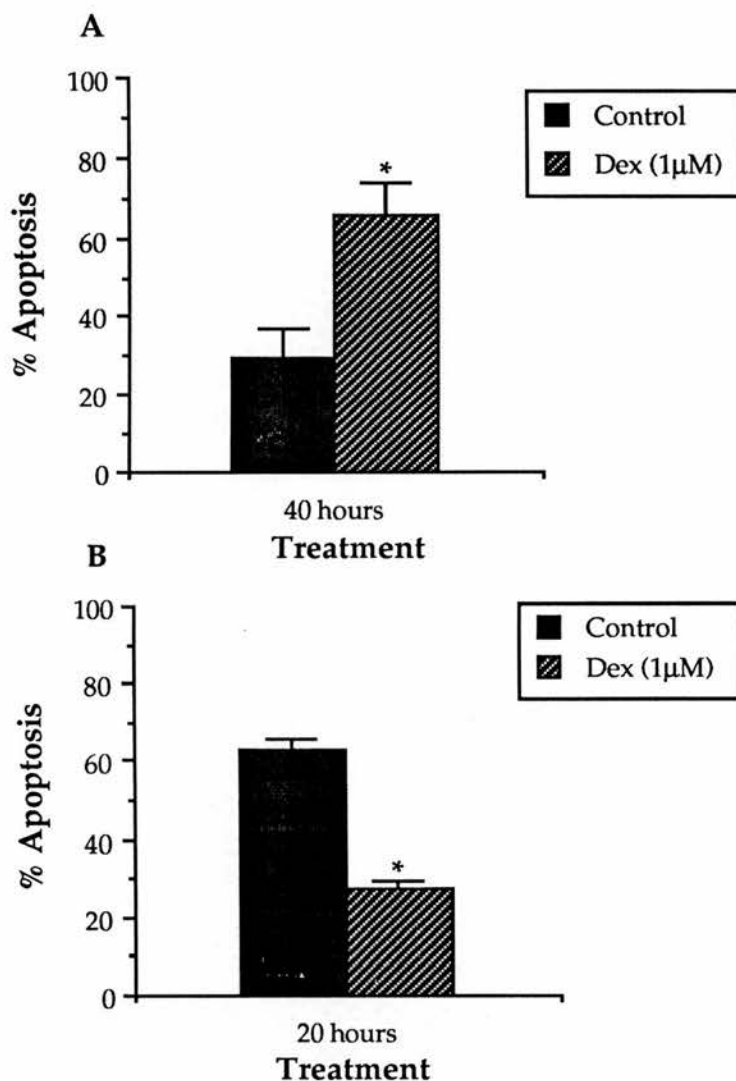 A
100
80
60
40
20
0
% Apoptosis
*
Control
Dex (1µM)
40 hours
Treatment
B
100
80
60
40
20
0
% Apoptosis
*
Control
Dex (1µM)
20 hours
Treatment